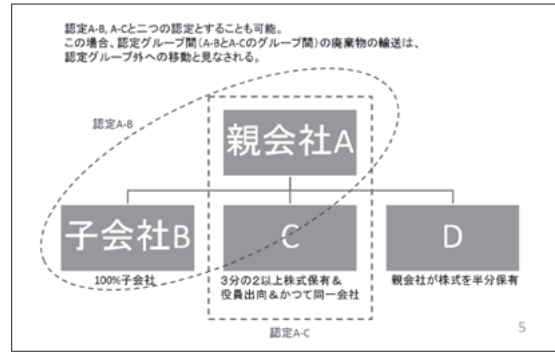 認定A-B, A-Cと二つの認定とすることも可能。
この場合、認定グループ間（A-BとA-Cのグループ間）の廃棄物の輸送は、
認定グループ外への移動と見なされる。
認定A-B
親会社A
子会社B
C
D
100%子会社
3分の2以上株式保有&
役員出向&かつて同一会社
親会社が株式を半分保有
認定A-C
5